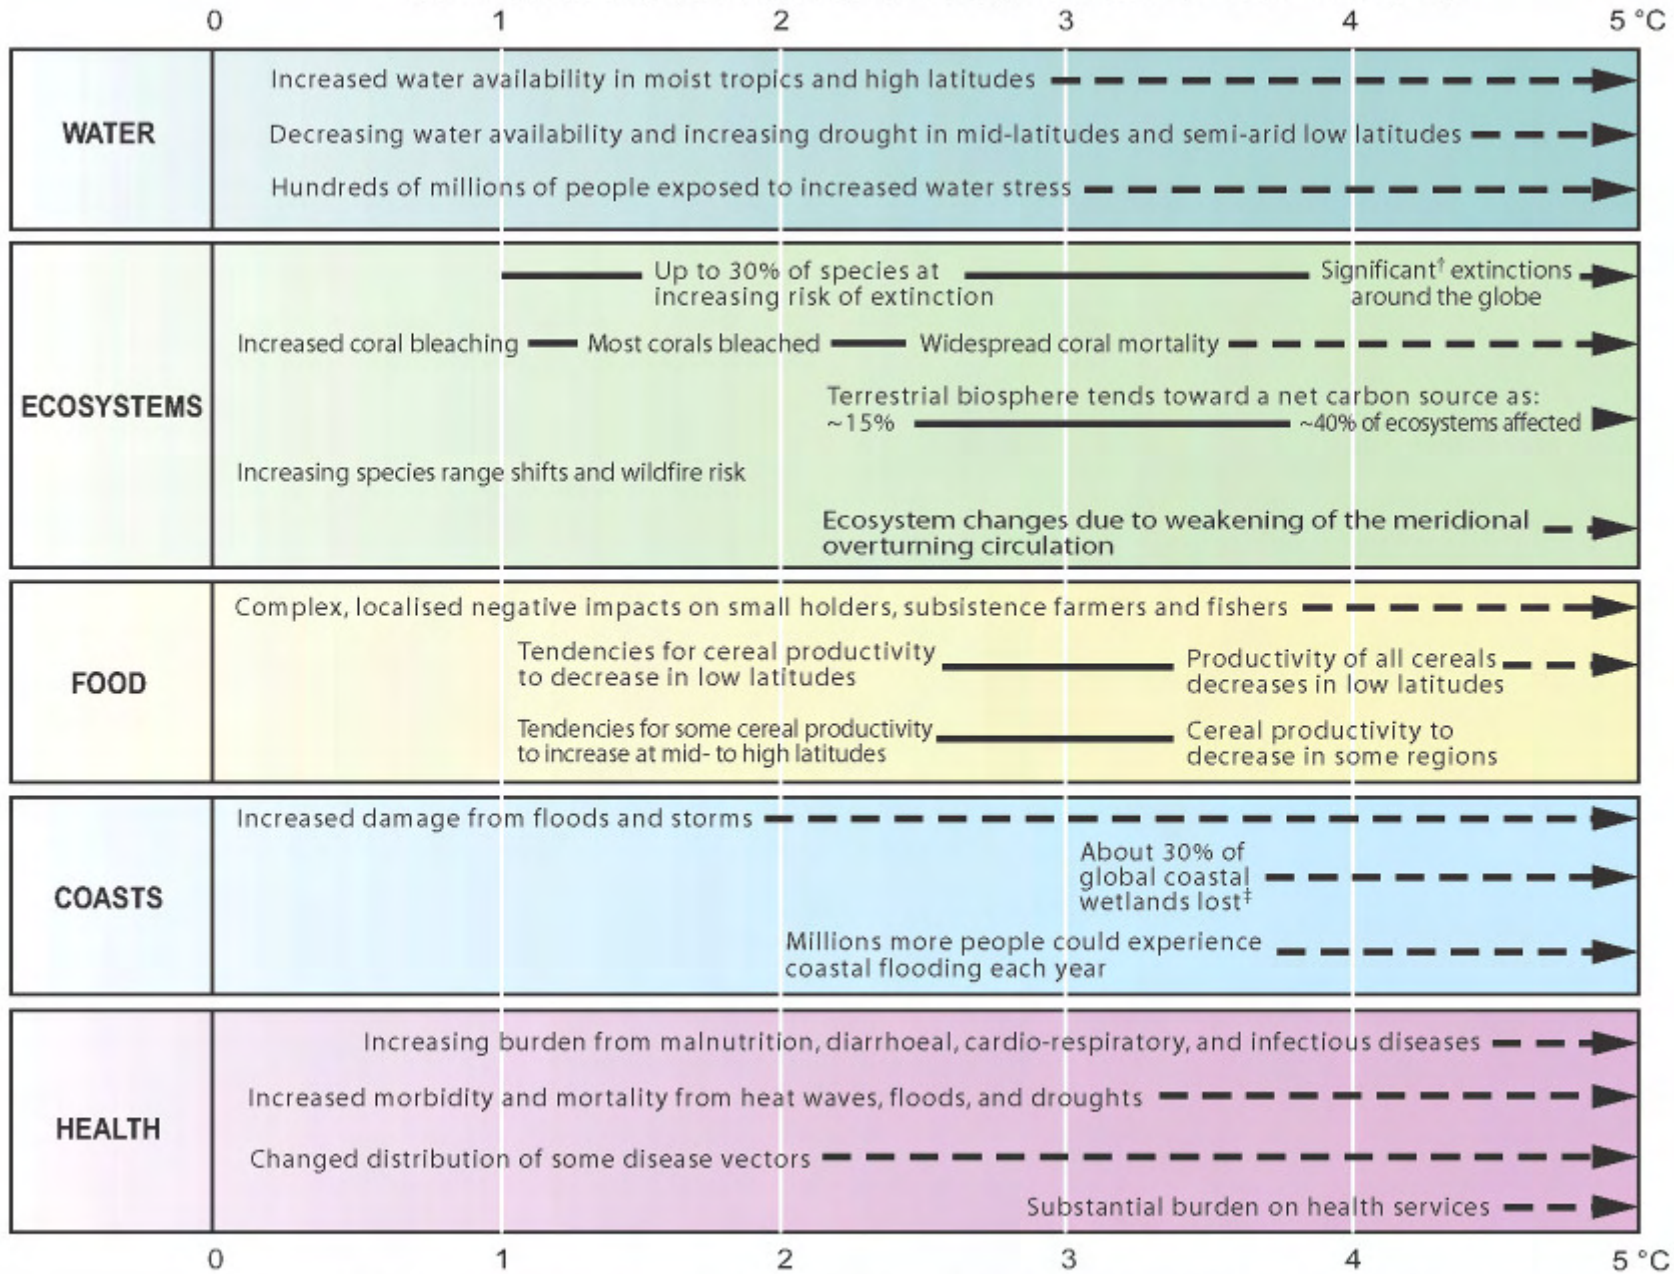 0 1 2 3 4 5 °C
WATER
Increased water availability in moist tropics and high latitudes
Decreasing water availability and increasing drought in mid-latitudes and semi-arid low latitudes
Hundreds of millions of people exposed to increased water stress
ECOSYSTEMS
Up to 30% of species at
increasing risk of extinction
Significant† extinctions
around the globe
Increased coral bleaching Most corals bleached Widespread coral mortality
Terrestrial biosphere tends toward a net carbon source as:
~15% ~40% of ecosystems affected
Increasing species range shifts and wildfire risk
Ecosystem changes due to weakening of the meridional
overturning circulation
FOOD
Complex, localised negative impacts on small holders, subsistence farmers and fishers
Tendencies for cereal productivity
to decrease in low latitudes
Productivity of all cereals
decreases in low latitudes
Tendencies for some cereal productivity
to increase at mid- to high latitudes
Cereal productivity to
decrease in some regions
COASTS
Increased damage from floods and storms
About 30% of
global coastal
wetlands lost‡
Millions more people could experience
coastal flooding each year
HEALTH
Increasing burden from malnutrition, diarrhoeal, cardio-respiratory, and infectious diseases
Increased morbidity and mortality from heat waves, floods, and droughts
Changed distribution of some disease vectors
Substantial burden on health services
0 1 2 3 4 5 °C